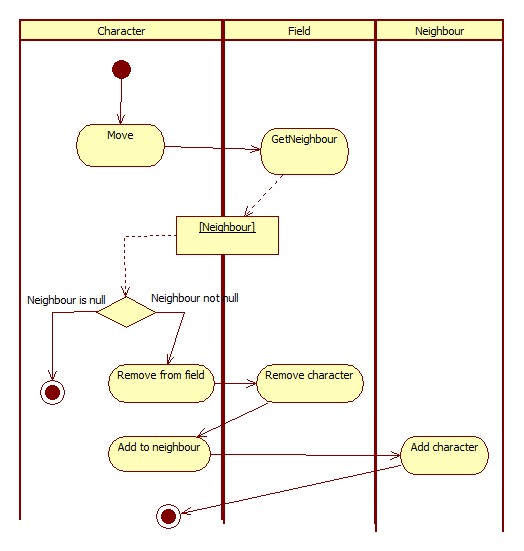 Character
Field
Neighbour
Move
GetNeighbour
[Neighbour]
Neighbour is null
Neighbour not null
Remove from field
Remove character
Add to neighbour
Add character